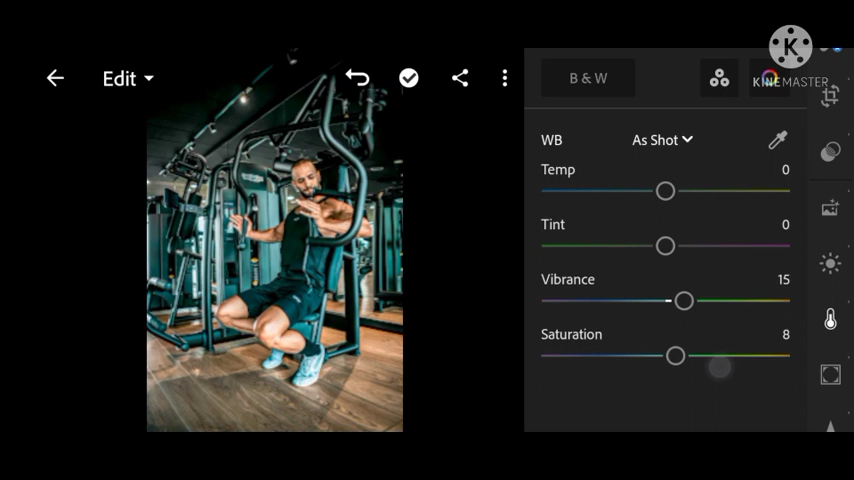 Edit
B & W
K
KINEMASTER
WB As Shot
Temp 0
Tint 0
Vibrance 15
Saturation 8